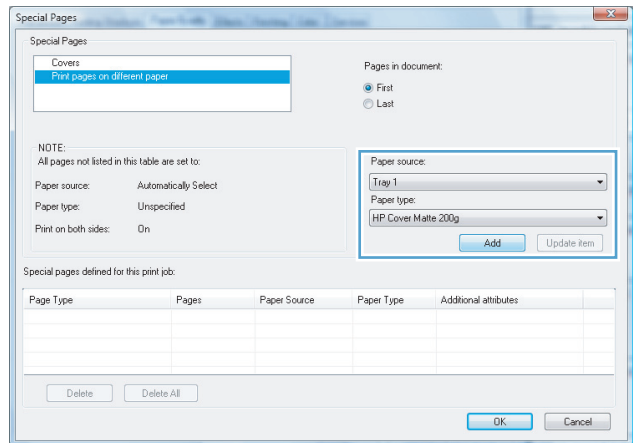 Special Pages
Special Pages
Covers
Print pages on different paper
Pages in document:
First
Last
NOTE:
All pages not listed in this table are set to:
Paper source: Automatically Select
Paper type: Unspecified
Print on both sides: On
Paper source:
Tray 1
Paper type:
HP Cover Matte 200g
Add Update item
Special pages defined for this print job:
Page Type Pages Paper Source Paper Type Additional attributes
Delete Delete All
OK Cancel